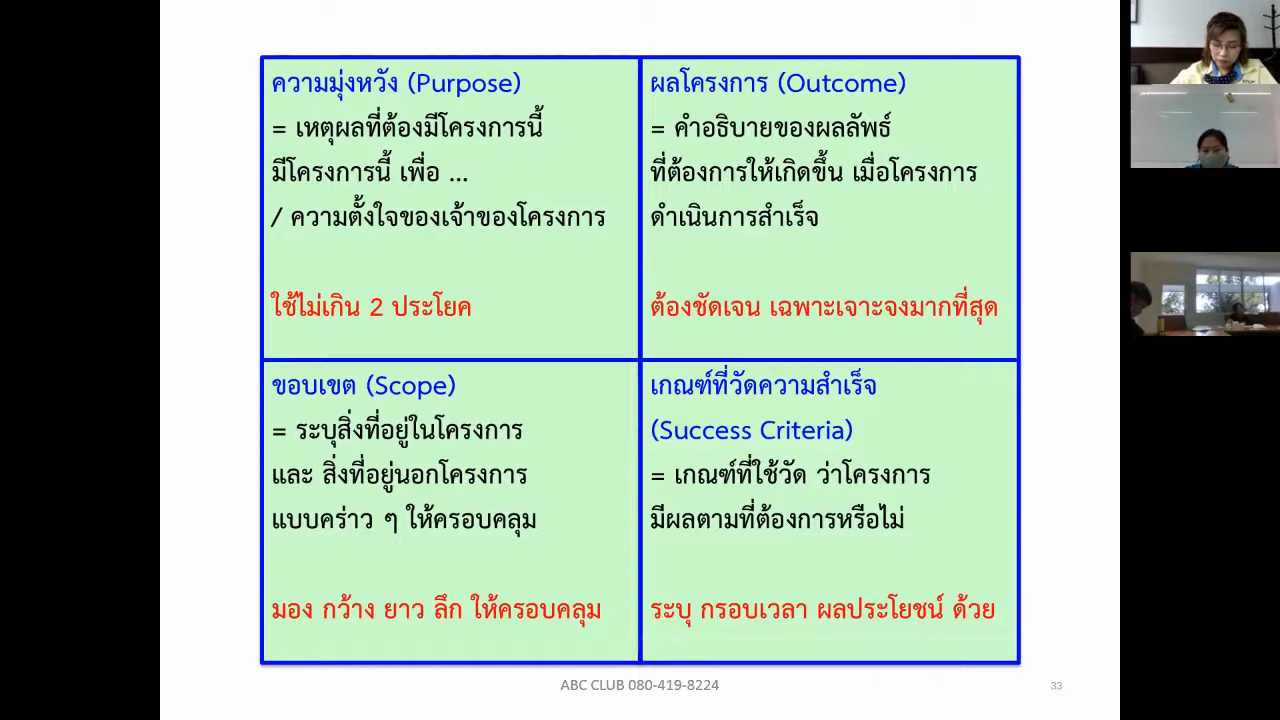 ความมุ่งหวัง (Purpose)
= เหตุผลที่ต้องมีโครงการนี้
มีโครงการนี้ เพื่อ ...
/ ความตั้งใจของเจ้าของโครงการ
ใช้ไม่เกิน 2 ประโยค
ผลโครงการ (Outcome)
= คำอธิบายของผลลัพธ์
ที่ต้องการให้เกิดขึ้น เมื่อโครงการ
ดำเนินการสำเร็จ
ต้องชัดเจน เฉพาะเจาะจงมากที่สุด
ขอบเขต (Scope)
= ระบุสิ่งที่อยู่ในโครงการ
และ สิ่งที่อยู่นอกโครงการ
แบบคร่าว ๆ ให้ครอบคลุม
มอง กว้าง ยาว ลึก ให้ครอบคลุม
เกณฑ์ที่วัดความสำเร็จ
(Success Criteria)
= เกณฑ์ที่ใช้วัด ว่าโครงการ
มีผลตามที่ต้องการหรือไม่
ระบุ กรอบเวลา ผลประโยชน์ ด้วย
ABC CLUB 080-419-8224
33